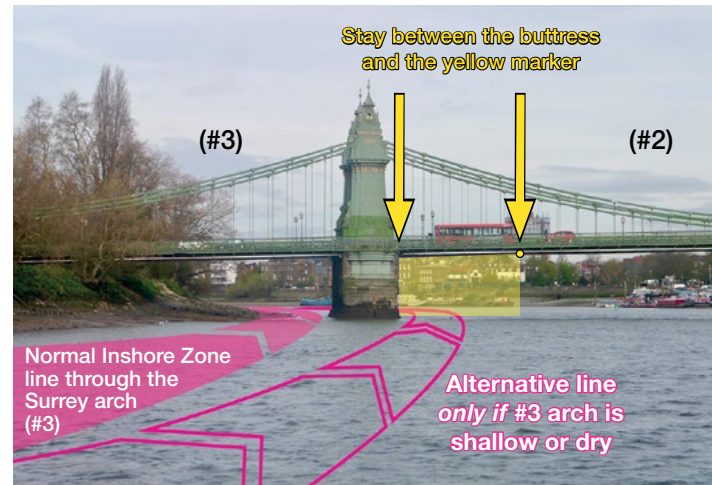 Stay between the buttress
and the yellow marker
(#3)
(#2)
Normal Inshore Zone
line through the
Surrey arch
(#3)
Alternative line
only if #3 arch is
shallow or dry